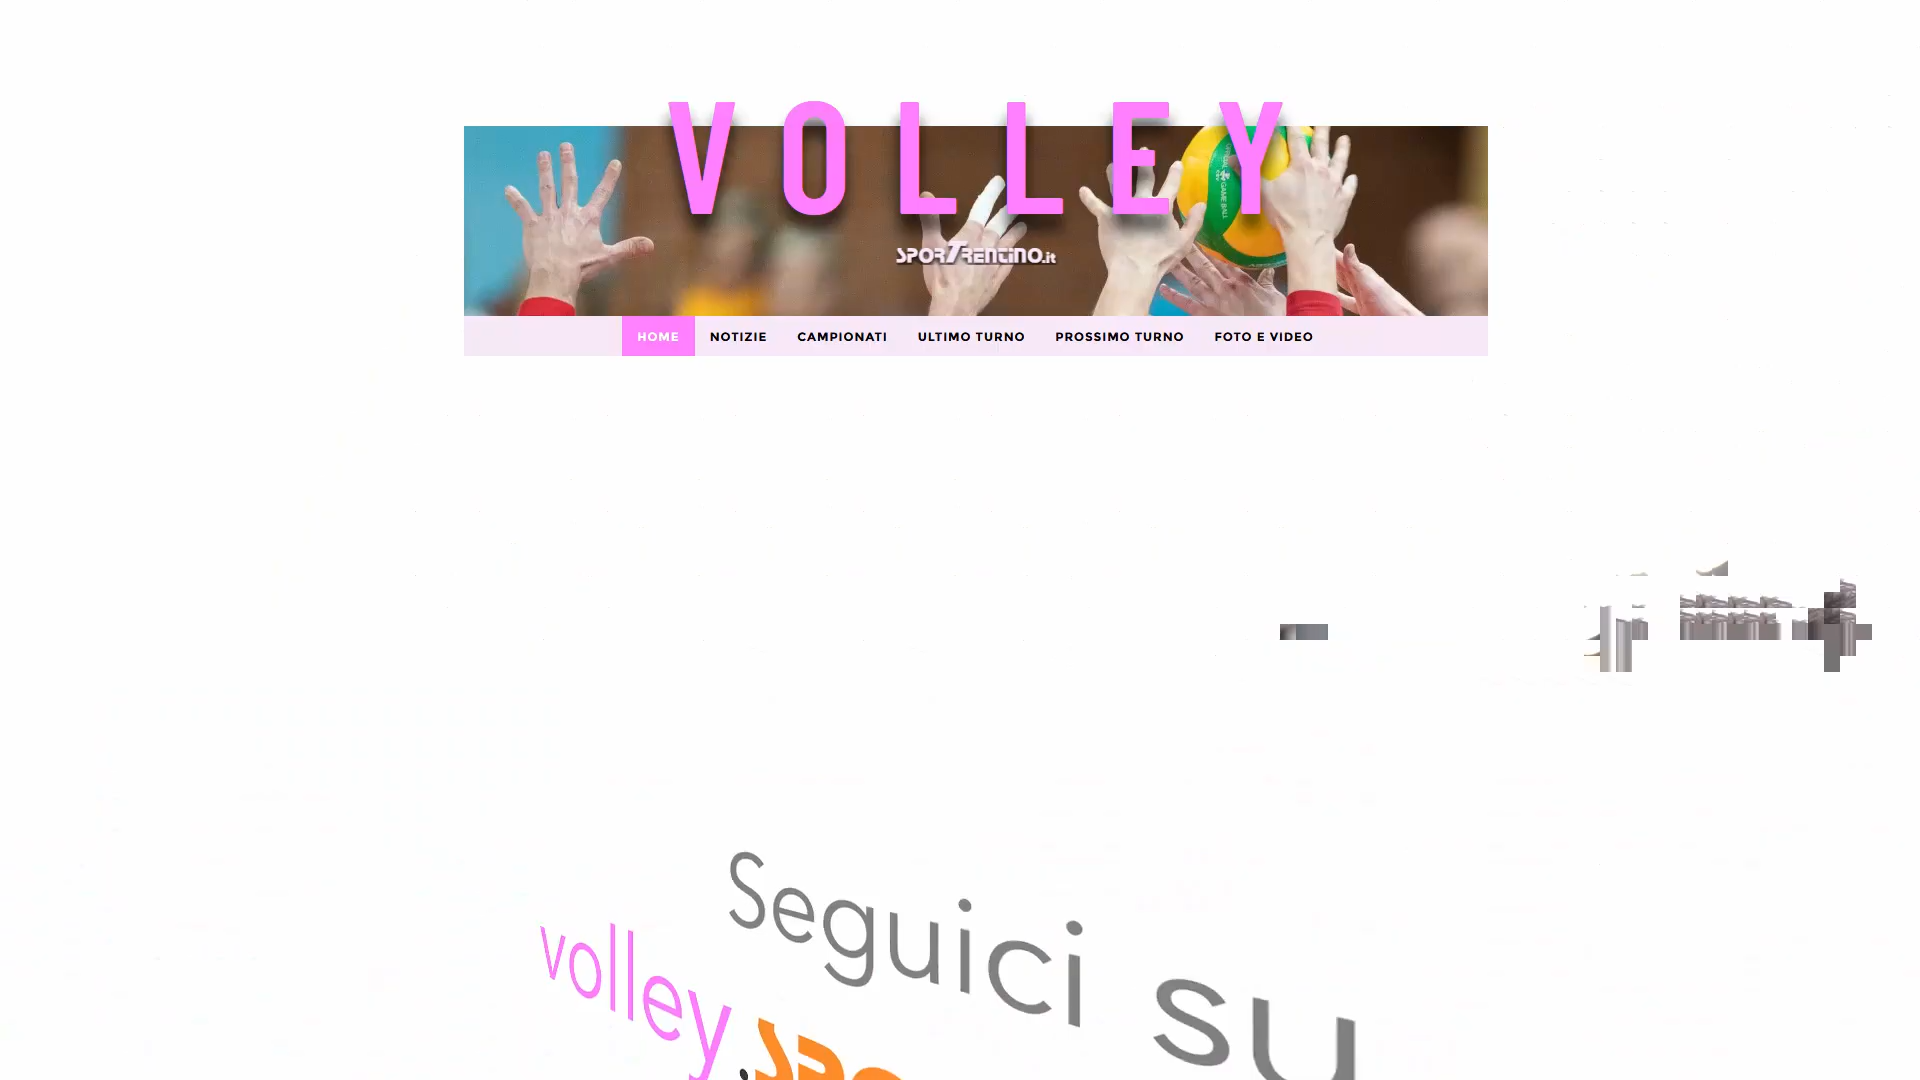 VOLLEY
SPORTRENTINO.it
HOME NOTIZIE CAMPIONATI ULTIMO TURNO PROSSIMO TURNO FOTO E VIDEO
Seguici su
volley.